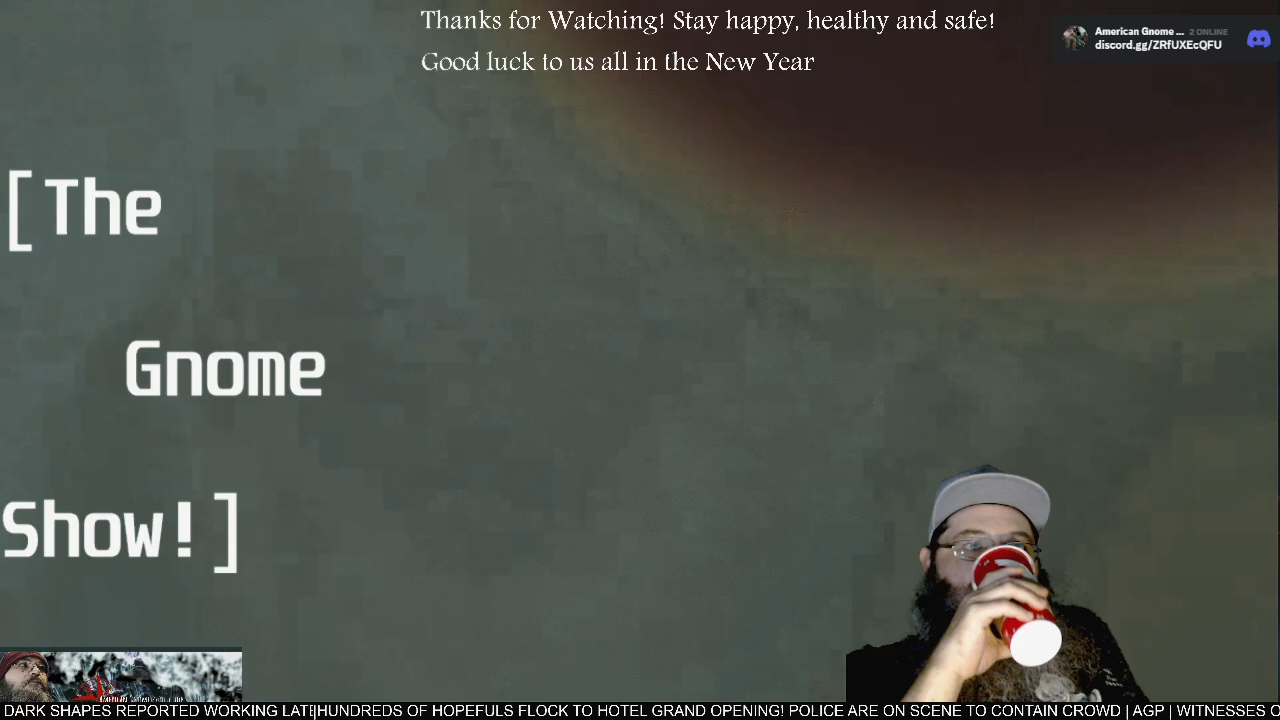 Thanks for Watching! Stay happy, healthy and safe!
Good luck to us all in the New Year
American Gnome ... 2 ONLINE
discord.gg/ZRfUXEcQFU
[The
Gnome
Show!]
DARK SHAPES REPORTED WORKING LATE|HUNDREDS OF HOPEFULS FLOCK TO HOTEL GRAND OPENING! POLICE ARE ON SCENE TO CONTAIN CROWD | AGP | WITNESSES